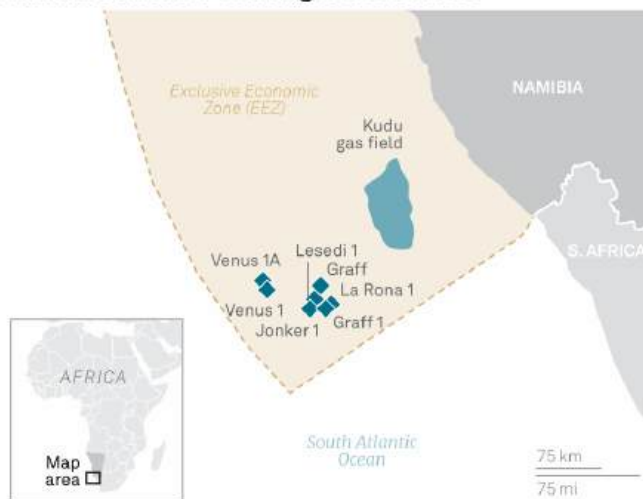 NAMIBIA
Exclusive Economic
Zone (EEZ)
Kudu
gas field
S. AFRICA
Lesedi 1
Venus 1A
Graff
La Rona 1
Venus 1
Graff 1
Jonker 1
AFRICA
South Atlantic
Ocean
Map
area
75 km
75 mi